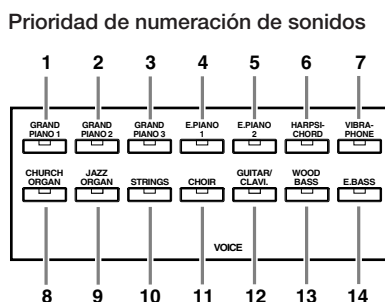 Prioridad de numeración de sonidos
1 2 3 4 5 6 7
GRAND PIANO 1
GRAND PIANO 2
GRAND PIANO 3
E.PIANO 1
E.PIANO 2
HARPSI-CHORD
VIBRA-PHONE
CHURCH ORGAN
JAZZ ORGAN
STRINGS
CHOIR
GUITAR/CLAVI.
WOOD BASS
E.BASS
VOICE
8 9 10 11 12 13 14